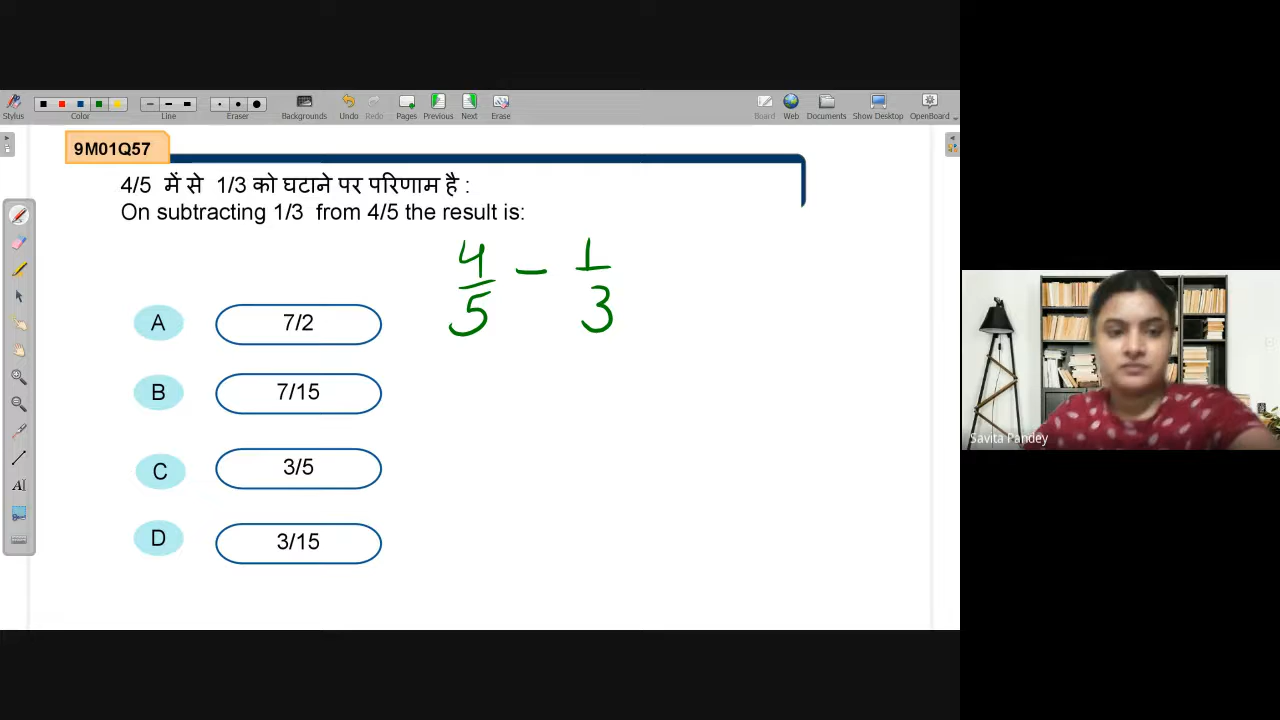 Stylus Color Line Eraser Backgrounds Undo Redo Pages Previous Next Erase Board Web Documents Show Desktop OpenBoard
9M01Q57
4/5 में से 1/3 को घटाने पर परिणाम है :
On subtracting 1/3 from 4/5 the result is:
4/5 − 1/3
A 7/2
B 7/15
C 3/5
D 3/15
Savita Pandey